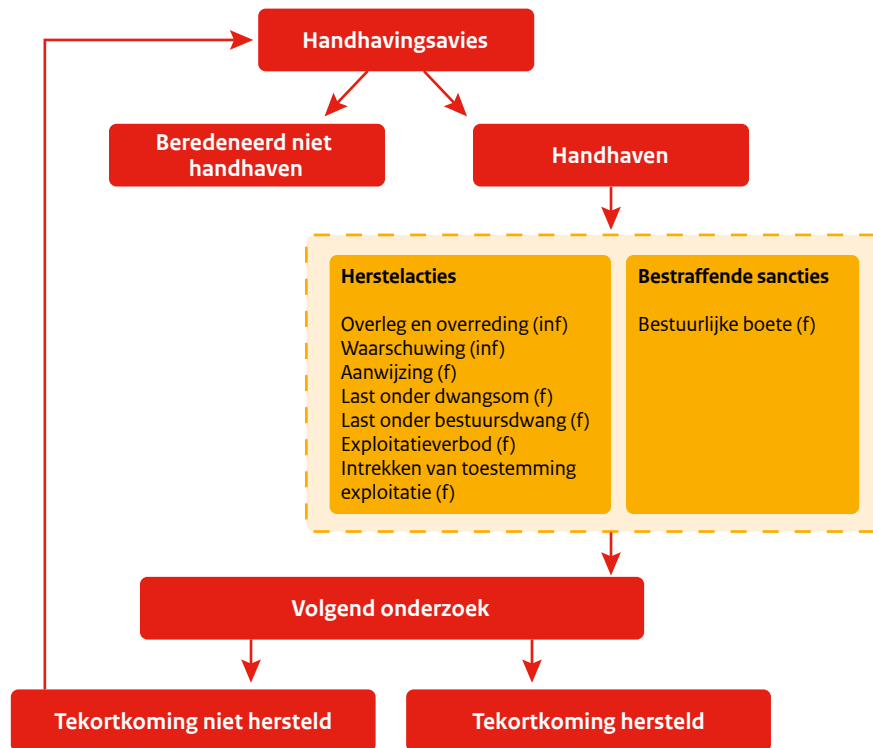 Handhavingsavies
Beredeneerd niet
handhaven
Handhaven
Herstelacties
Overleg en overreding (inf)
Waarschuwing (inf)
Aanwijzing (f)
Last onder dwangsom (f)
Last onder bestuursdwang (f)
Exploitatieverbod (f)
Intrekken van toestemming
exploitatie (f)
Bestraffende sancties
Bestuurlijke boete (f)
Volgend onderzoek
Tekortkoming niet hersteld
Tekortkoming hersteld